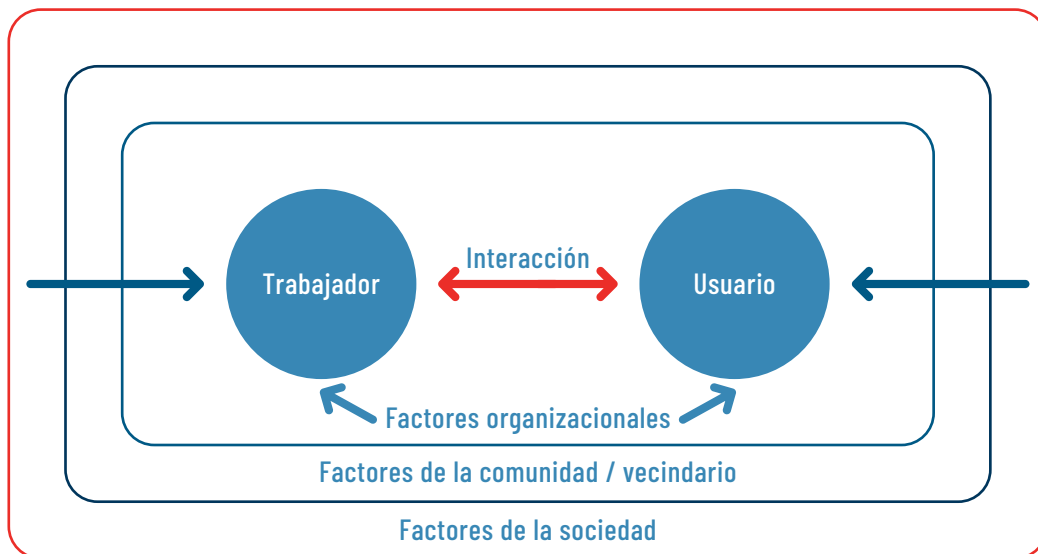 Interacción
Trabajador
Usuario
Factores organizacionales
Factores de la comunidad / vecindario
Factores de la sociedad